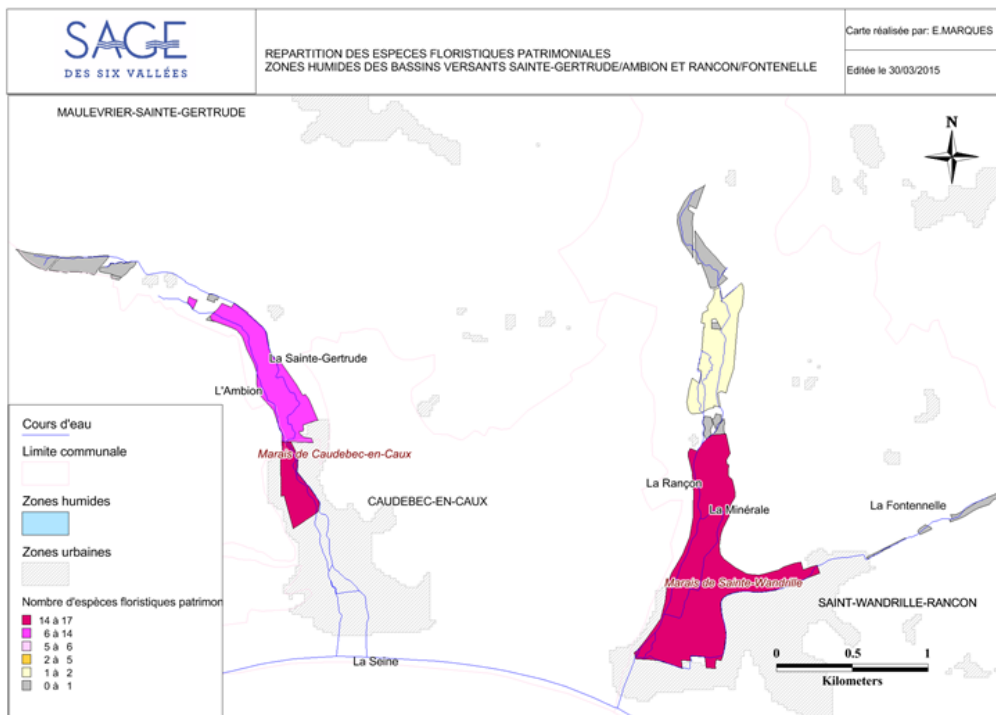 SAGE
DES SIX VALLÉES
REPARTITION DES ESPECES FLORISTIQUES PATRIMONIALES
ZONES HUMIDES DES BASSINS VERSANTS SAINTE-GERTRUDE/AMBION ET RANCON/FONTENELLE
Carte réalisée par: E.MARQUES
Editée le 30/03/2015
MAULEVRIER-SAINTE-GERTRUDE
N
La Sainte-Gertrude
L'Ambion
Marais de Caudebec-en-Caux
CAUDEBEC-EN-CAUX
La Rançon
La Minérale
La Fontennelle
Marais de Sainte-Wandrille
SAINT-WANDRILLE-RANCON
La Seine
Cours d'eau
Limite communale
Zones humides
Zones urbaines
Nombre d'espèces floristiques patrimon
14 à 17
6 à 14
5 à 6
2 à 5
1 à 2
0 à 1
0 0.5 1
Kilometers